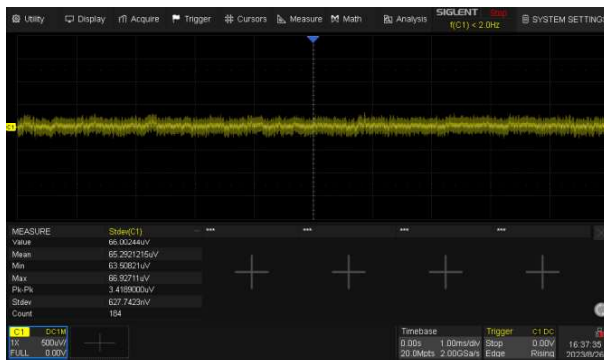 Utility Display Acquire Trigger Cursors Measure Math Analysis SIGLENT Stop SYSTEM SETTING
f(C1) < 2.0Hz
C1
MEASURE Stdev(C1) *** *** *** ***
Value 66.00244uV
Mean 65.2921215uV
Min 63.50821uV
Max 66.92711uV
Pk-Pk 3.4189000uV
Stdev 627.7423nV
Count 184
C1 DC1M Timebase Trigger C1 DC
1X 500uV/ 0.00s 1.00ms/div Stop 0.00V 16:37:35
FULL 0.00V 20.0Mpts 2.00GSa/s Edge Rising